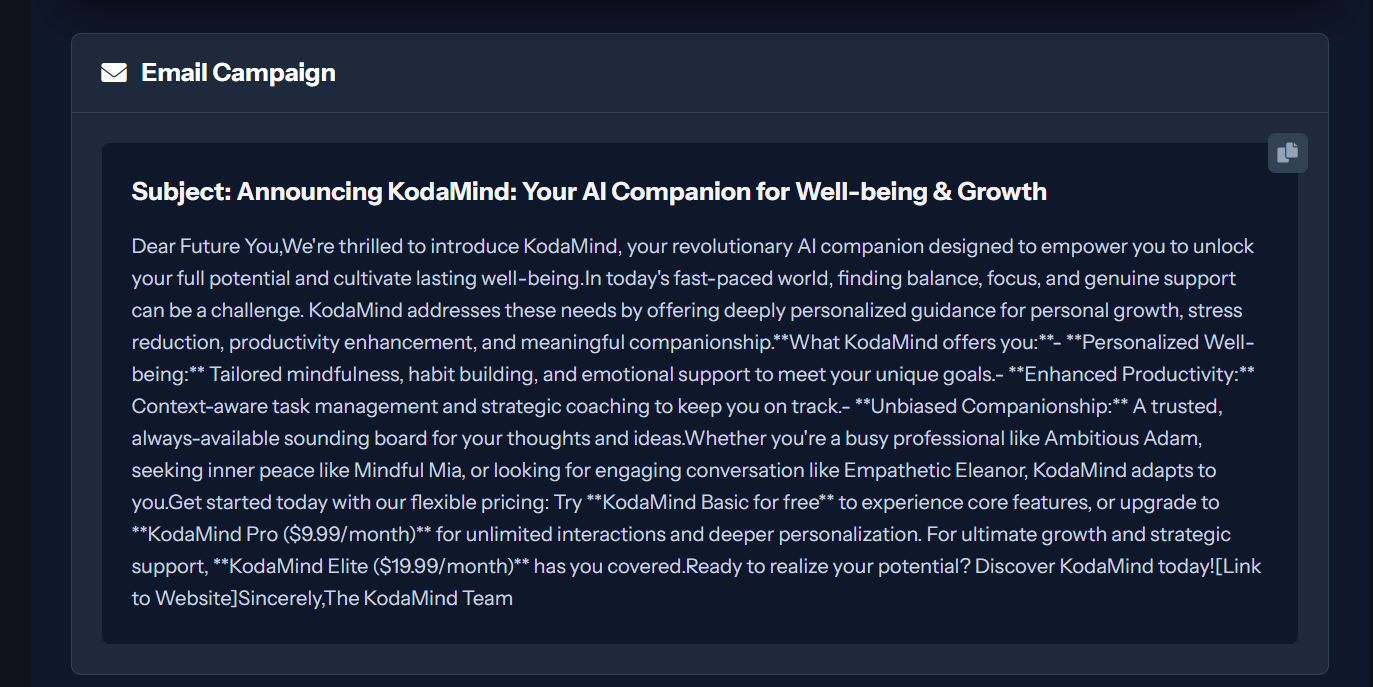 Email Campaign
Subject: Announcing KodaMind: Your AI Companion for Well-being & Growth
Dear Future You,We're thrilled to introduce KodaMind, your revolutionary AI companion designed to empower you to unlock
your full potential and cultivate lasting well-being.In today's fast-paced world, finding balance, focus, and genuine support
can be a challenge. KodaMind addresses these needs by offering deeply personalized guidance for personal growth, stress
reduction, productivity enhancement, and meaningful companionship.**What KodaMind offers you:**- **Personalized Well-
being:** Tailored mindfulness, habit building, and emotional support to meet your unique goals.- **Enhanced Productivity:**
Context-aware task management and strategic coaching to keep you on track.- **Unbiased Companionship:** A trusted,
always-available sounding board for your thoughts and ideas.Whether you're a busy professional like Ambitious Adam,
seeking inner peace like Mindful Mia, or looking for engaging conversation like Empathetic Eleanor, KodaMind adapts to
you.Get started today with our flexible pricing: Try **KodaMind Basic for free** to experience core features, or upgrade to
**KodaMind Pro ($9.99/month)** for unlimited interactions and deeper personalization. For ultimate growth and strategic
support, **KodaMind Elite ($19.99/month)** has you covered.Ready to realize your potential? Discover KodaMind today![Link
to Website]Sincerely,The KodaMind Team